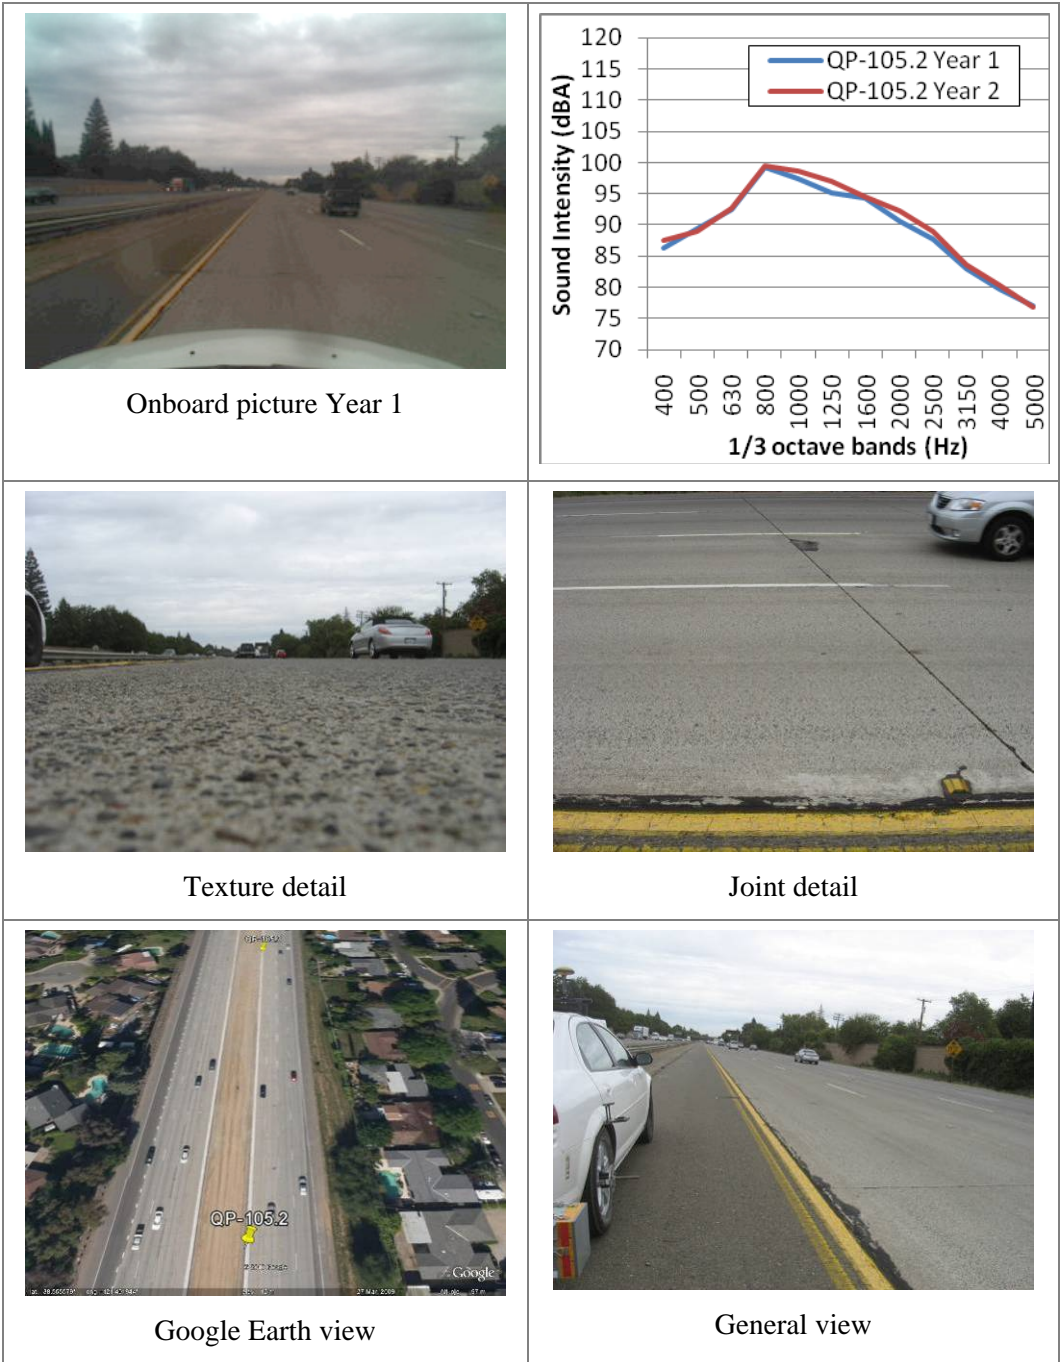 120
115
110
105
100
95
90
85
80
75
70
Sound Intensity (dBA)
QP-105.2 Year 1
QP-105.2 Year 2
400
500
630
800
1000
1250
1600
2000
2500
3150
4000
5000
1/3 octave bands (Hz)
Onboard picture Year 1
Texture detail
Joint detail
QP-105.2
Google
27 Mar, 2009
Google Earth view
General view